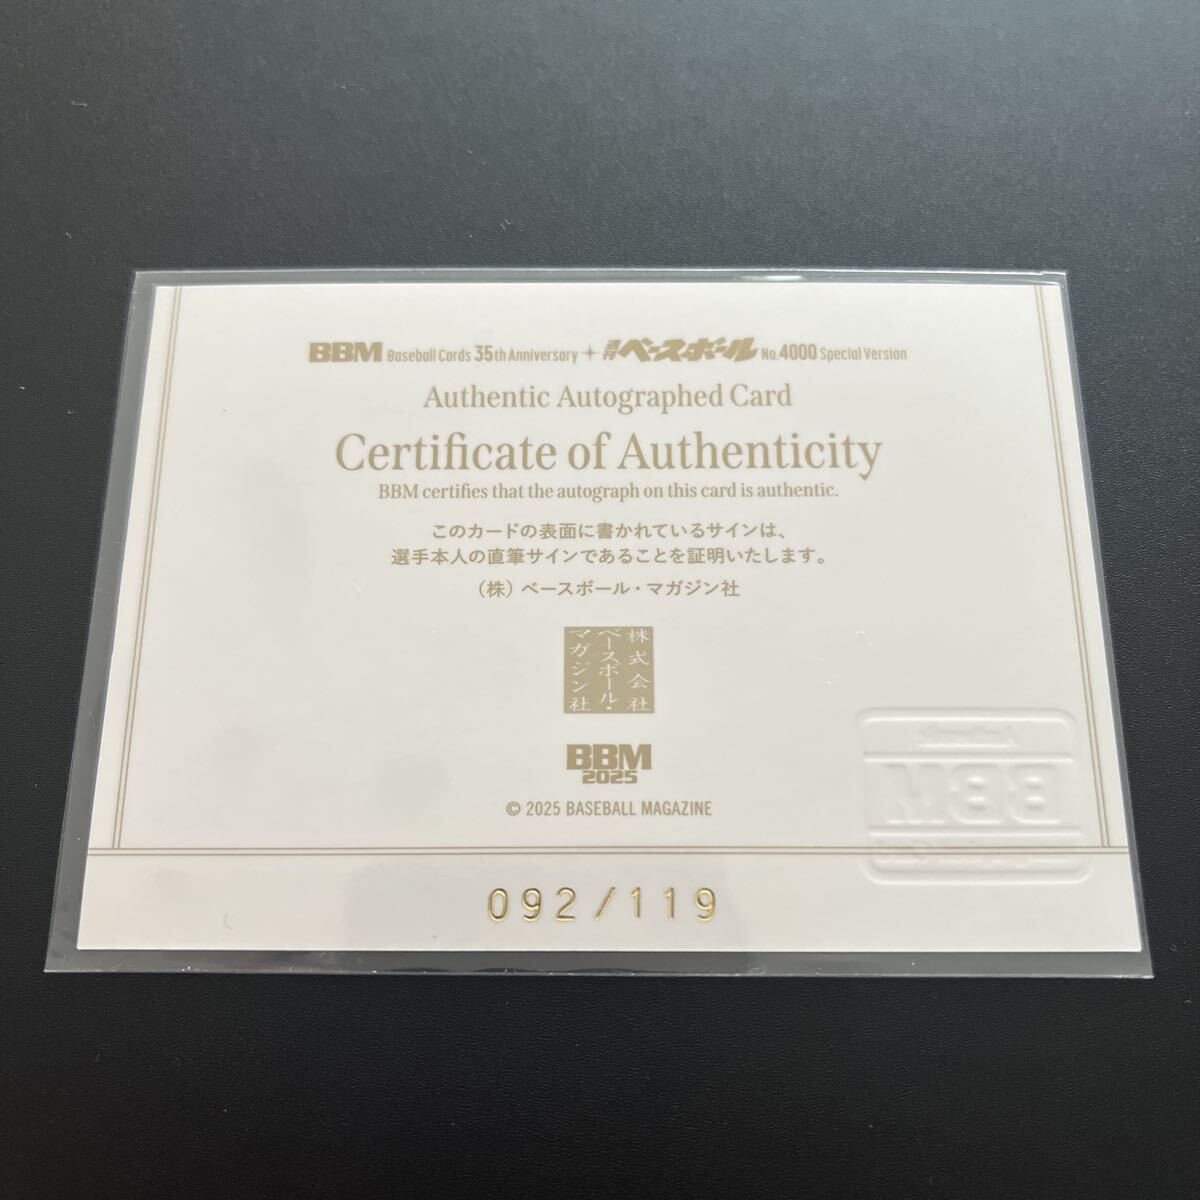 BBM Baseball Cards 35th Anniversary + 週刊ベースボール No.4000 Special Version
Authentic Autographed Card
Certificate of Authenticity
BBM certifies that the autograph on this card is authentic.
このカードの表面に書かれているサインは、
選手本人の直筆サインであることを証明いたします。
(株) ベースボール・マガジン社
株式会社
ベースボール・
マガジン社
BBM
2025
© 2025 BASEBALL MAGAZINE
BBM
092/119